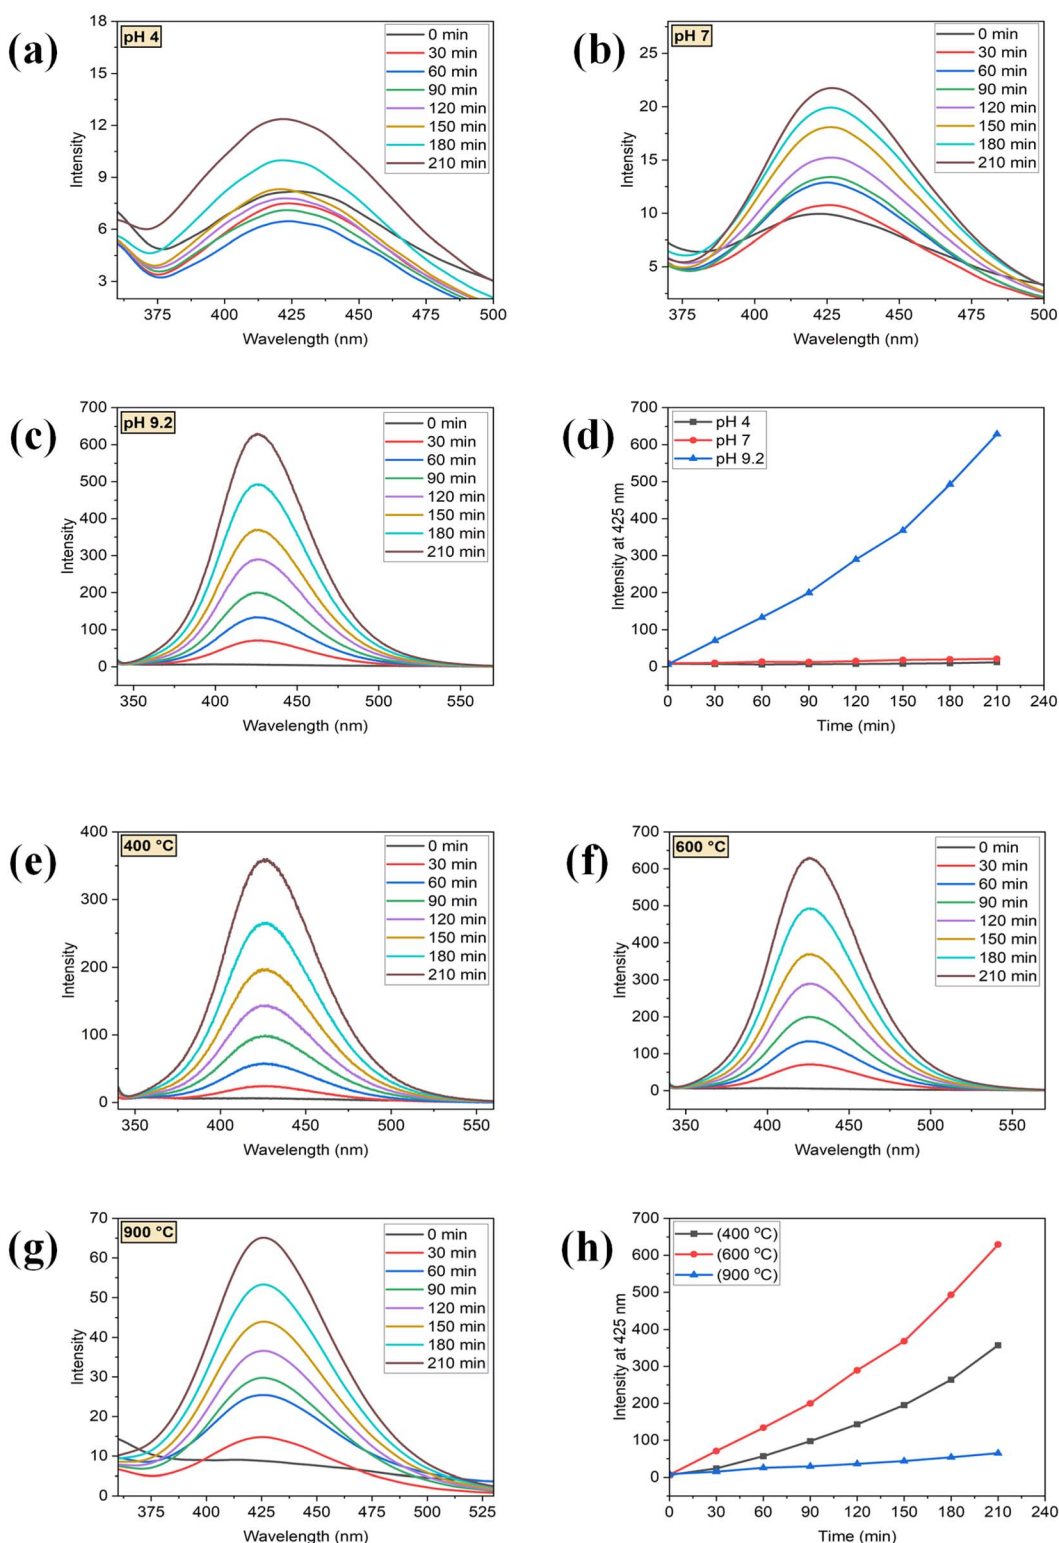 (a)
pH 4
0 min
30 min
60 min
90 min
120 min
150 min
180 min
210 min
Intensity
18
15
12
9
6
3
375 400 425 450 475 500
Wavelength (nm)
(b)
pH 7
0 min
30 min
60 min
90 min
120 min
150 min
180 min
210 min
Intensity
25
20
15
10
5
375 400 425 450 475 500
Wavelength (nm)
(c)
pH 9.2
0 min
30 min
60 min
90 min
120 min
150 min
180 min
210 min
Intensity
700
600
500
400
300
200
100
0
350 400 450 500 550
Wavelength (nm)
(d)
pH 4
pH 7
pH 9.2
Intensity at 425 nm
700
600
500
400
300
200
100
0
0 30 60 90 120 150 180 210 240
Time (min)
(e)
400 °C
0 min
30 min
60 min
90 min
120 min
150 min
180 min
210 min
Intensity
400
300
200
100
0
350 400 450 500 550
Wavelength (nm)
(f)
600 °C
0 min
30 min
60 min
90 min
120 min
150 min
180 min
210 min
Intensity
700
600
500
400
300
200
100
0
350 400 450 500 550
Wavelength (nm)
(g)
900 °C
0 min
30 min
60 min
90 min
120 min
150 min
180 min
210 min
Intensity
70
60
50
40
30
20
10
0
375 400 425 450 475 500 525
Wavelength (nm)
(h)
(400 °C)
(600 °C)
(900 °C)
Intensity at 425 nm
700
600
500
400
300
200
100
0
0 30 60 90 120 150 180 210 240
Time (min)